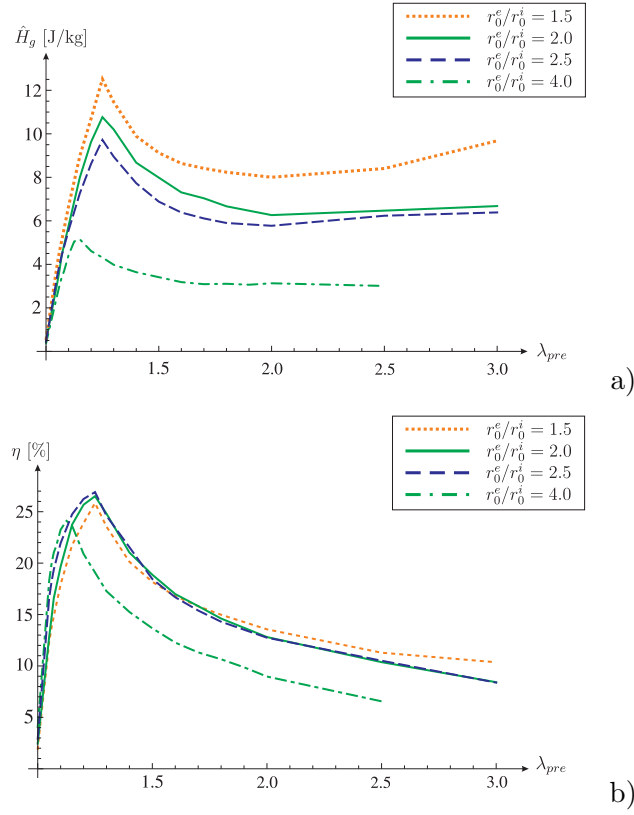 Ĥ_g [J/kg]
r_0^e/r_0^i = 1.5
r_0^e/r_0^i = 2.0
r_0^e/r_0^i = 2.5
r_0^e/r_0^i = 4.0
12
10
8
6
4
2
1.5 2.0 2.5 3.0
λ_pre
a)
η [%]
r_0^e/r_0^i = 1.5
r_0^e/r_0^i = 2.0
r_0^e/r_0^i = 2.5
r_0^e/r_0^i = 4.0
25
20
15
10
5
1.5 2.0 2.5 3.0
λ_pre
b)